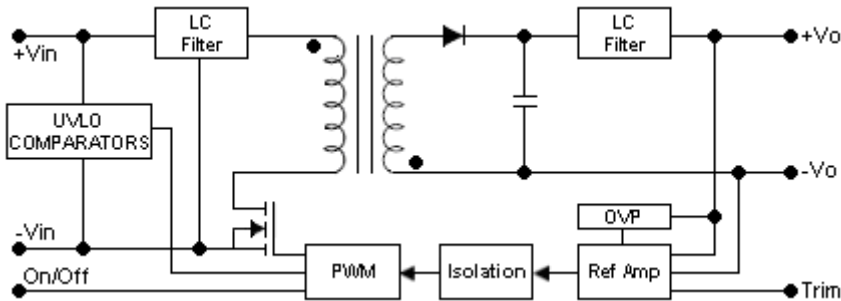 LC
Filter
LC
Filter
+Vin
+Vo
UVLO
COMPARATORS
-Vo
OVP
-Vin
On/Off
PWM
Isolation
Ref Amp
Trim